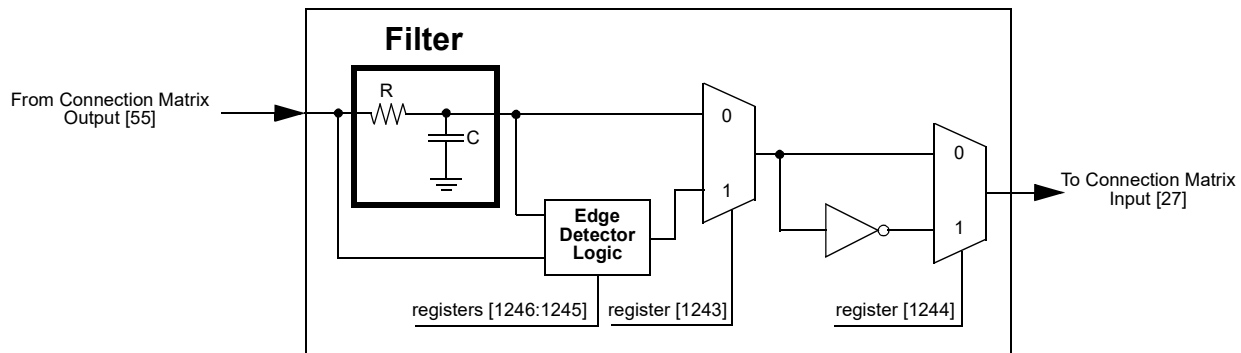 Filter
R
From Connection Matrix
Output [55]
0
C
0
To Connection Matrix
Input [27]
1
Edge
Detector
Logic
1
registers [1246:1245]
register [1243]
register [1244]